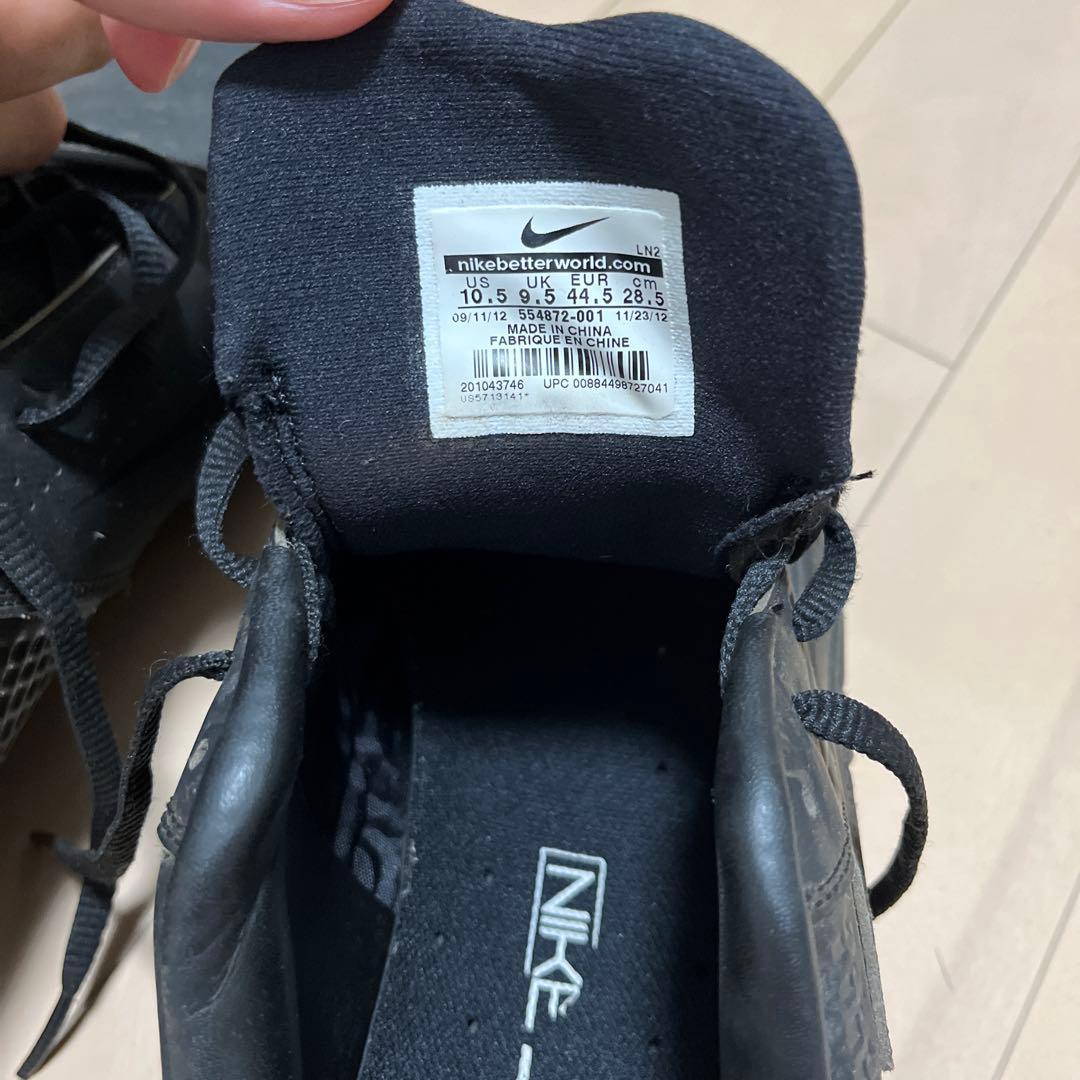 LN2
nikebetterworld.com
US UK EUR cm
10.5 9.5 44.5 28.5
09/11/12 554872-001 11/23/12
MADE IN CHINA
FABRIQUE EN CHINE
201043746 UPC 00884498727041
NIKE